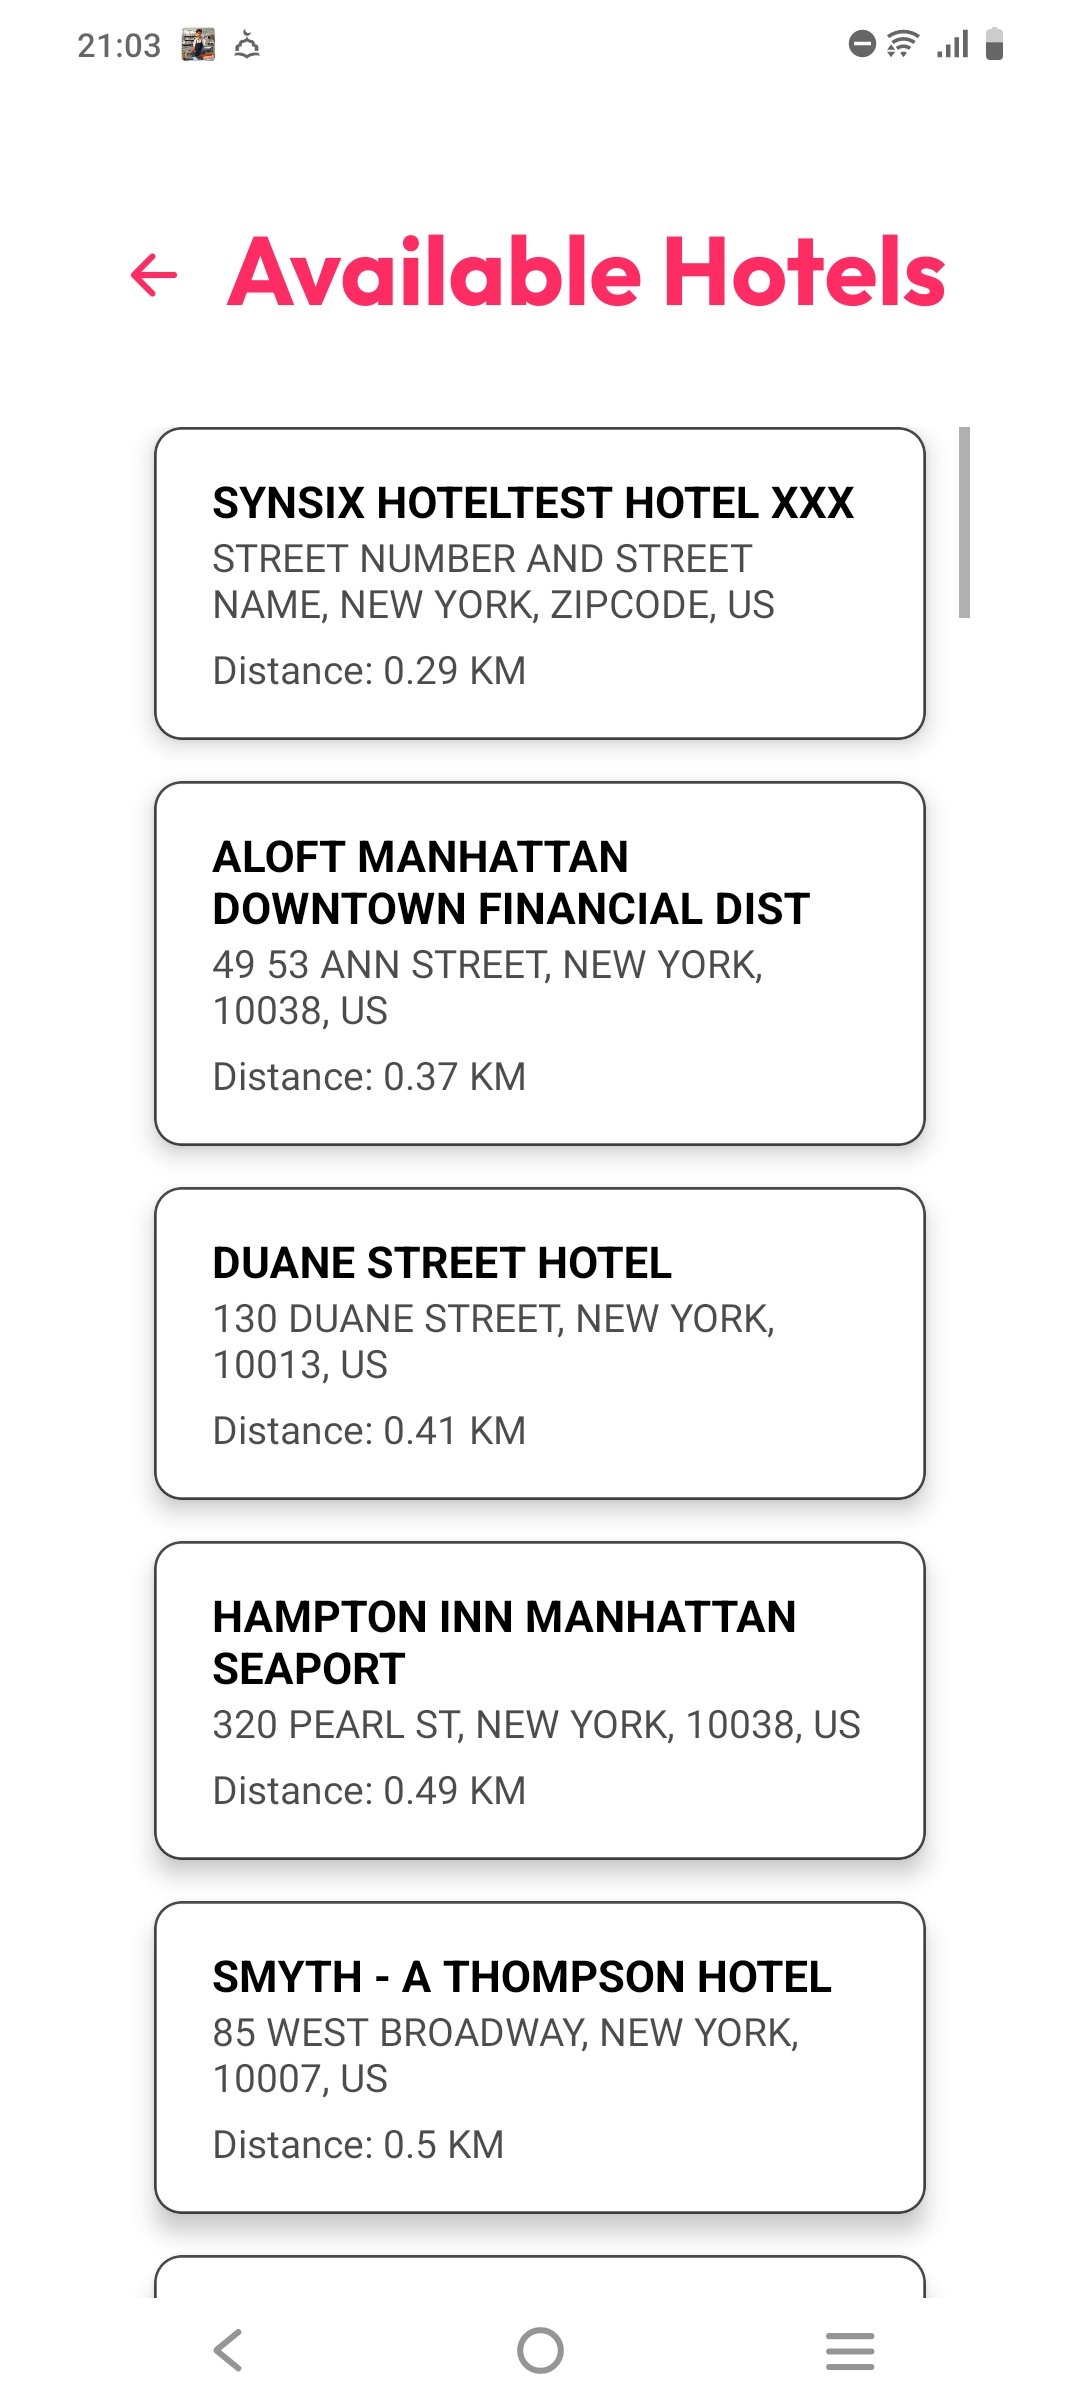 21:03
Available Hotels
SYNSIX HOTELTEST HOTEL XXX
STREET NUMBER AND STREET
NAME, NEW YORK, ZIPCODE, US
Distance: 0.29 KM
ALOFT MANHATTAN
DOWNTOWN FINANCIAL DIST
49 53 ANN STREET, NEW YORK,
10038, US
Distance: 0.37 KM
DUANE STREET HOTEL
130 DUANE STREET, NEW YORK,
10013, US
Distance: 0.41 KM
HAMPTON INN MANHATTAN
SEAPORT
320 PEARL ST, NEW YORK, 10038, US
Distance: 0.49 KM
SMYTH - A THOMPSON HOTEL
85 WEST BROADWAY, NEW YORK,
10007, US
Distance: 0.5 KM